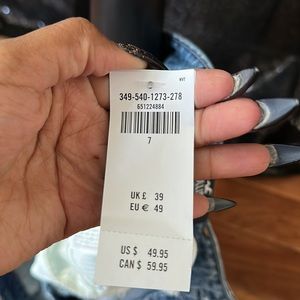 349-540-1273-278
651224884
7
UK £ 39
EU € 49
US $ 49.95
CAN $ 59.95